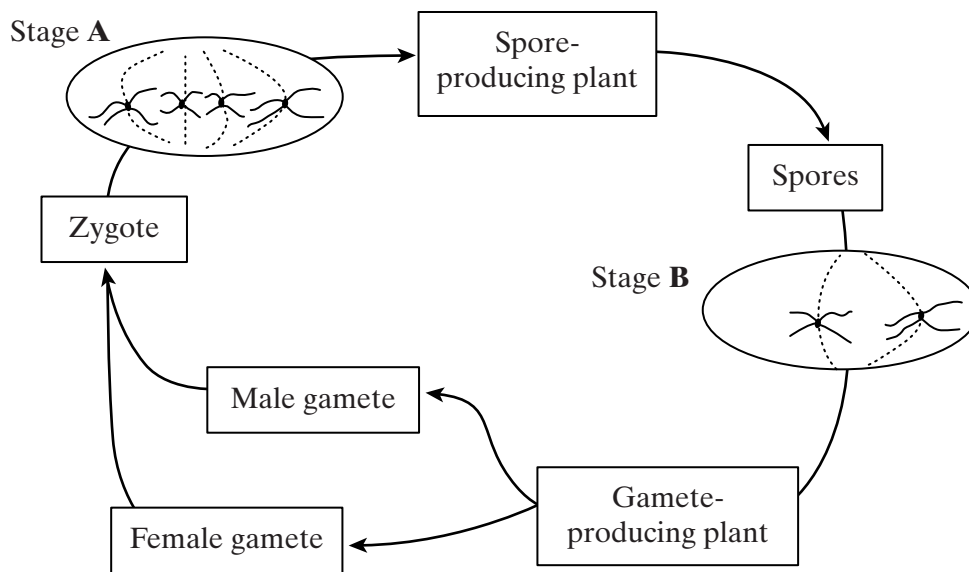 Stage A
Spore-
producing plant
Spores
Zygote
Stage B
Male gamete
Gamete-
producing plant
Female gamete